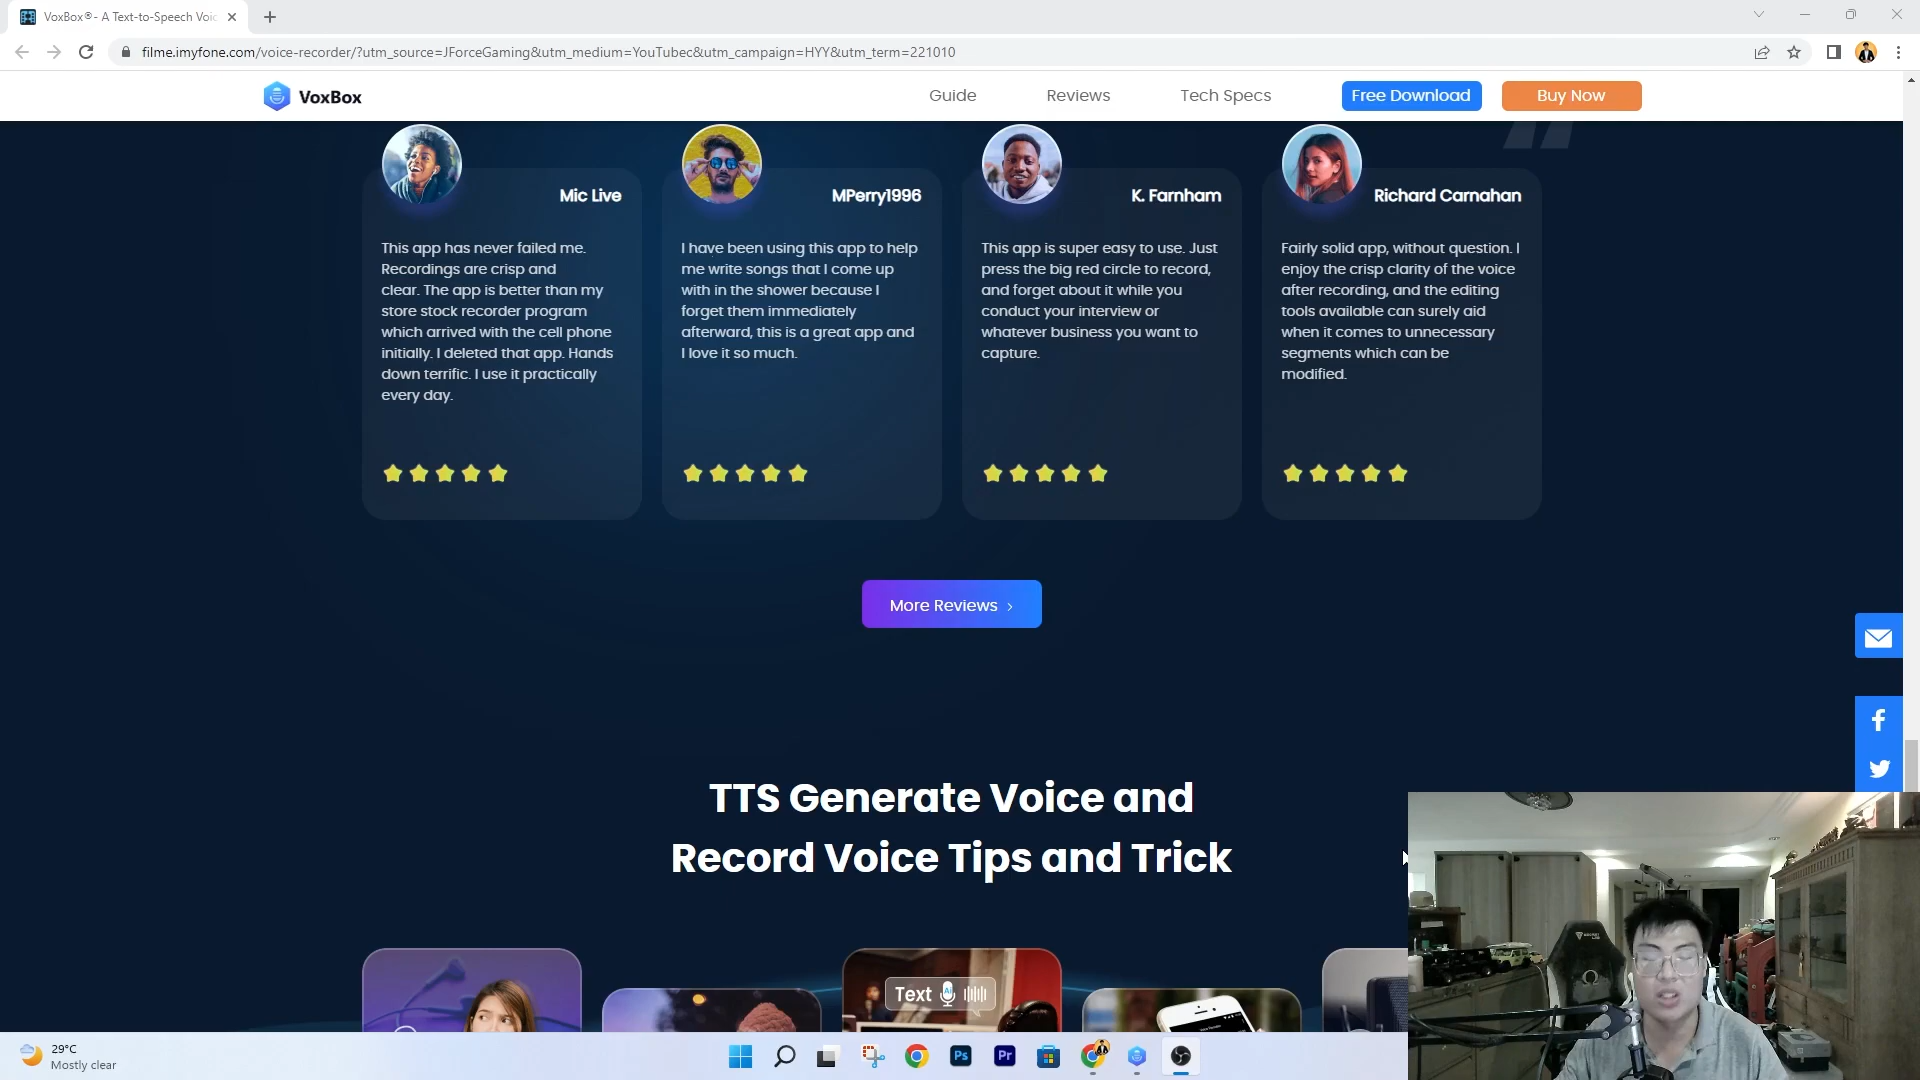 VoxBox®- A Text-to-Speech Voic
filme.imyfone.com/voice-recorder/?utm_source=JForceGaming&utm_medium=YouTubec&utm_campaign=HYY&utm_term=221010
VoxBox
Guide
Reviews
Tech Specs
Free Download
Buy Now
Mic Live
This app has never failed me.
Recordings are crisp and
clear. The app is better than my
store stock recorder program
which arrived with the cell phone
initially. I deleted that app. Hands
down terrific. I use it practically
every day.
MPerry1996
I have been using this app to help
me write songs that I come up
with in the shower because I
forget them immediately
afterward, this is a great app and
I love it so much.
K. Farnham
This app is super easy to use. Just
press the big red circle to record,
and forget about it while you
conduct your interview or
whatever business you want to
capture.
Richard Carnahan
Fairly solid app, without question. I
enjoy the crisp clarity of the voice
after recording, and the editing
tools available can surely aid
when it comes to unnecessary
segments which can be
modified.
More Reviews ›
TTS Generate Voice and
Record Voice Tips and Trick
Text
Ai
29°C
Mostly clear
Ps
Pr